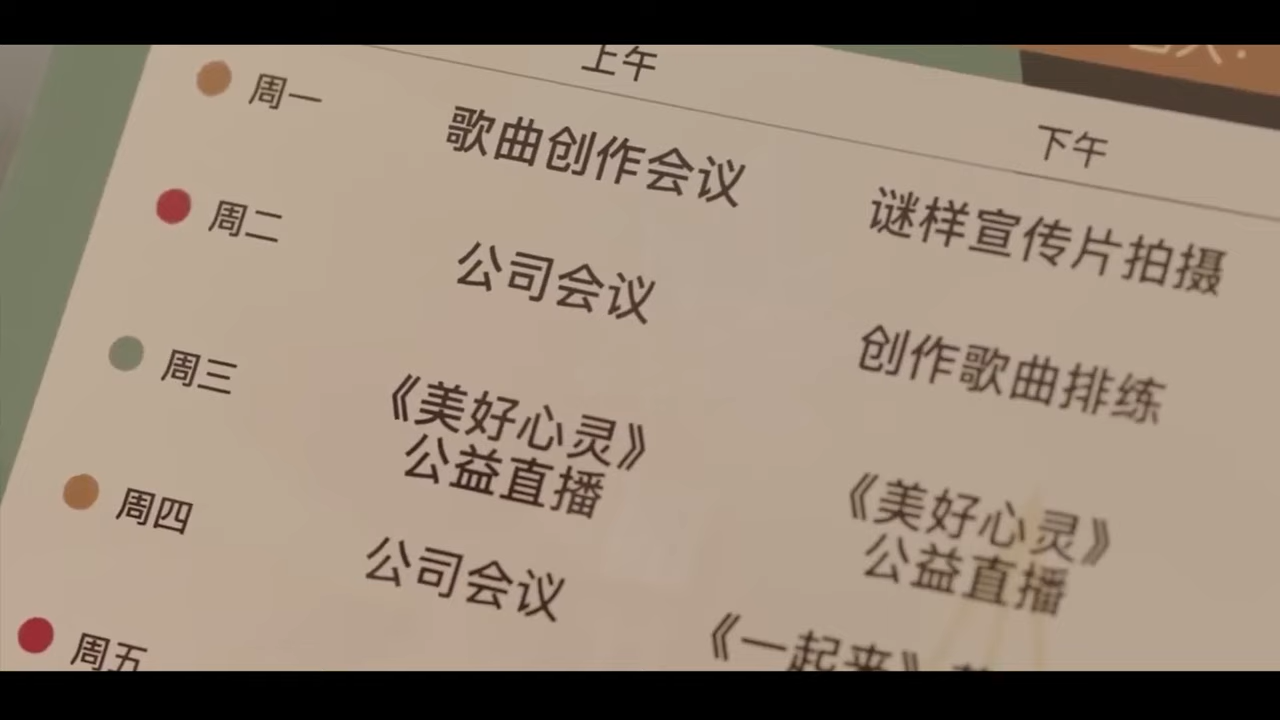 上午
下午
周一
歌曲创作会议
谜样宣传片拍摄
周二
公司会议
创作歌曲排练
周三
《美好心灵》
公益直播
《美好心灵》
公益直播
周四
公司会议
《一起来》
周五